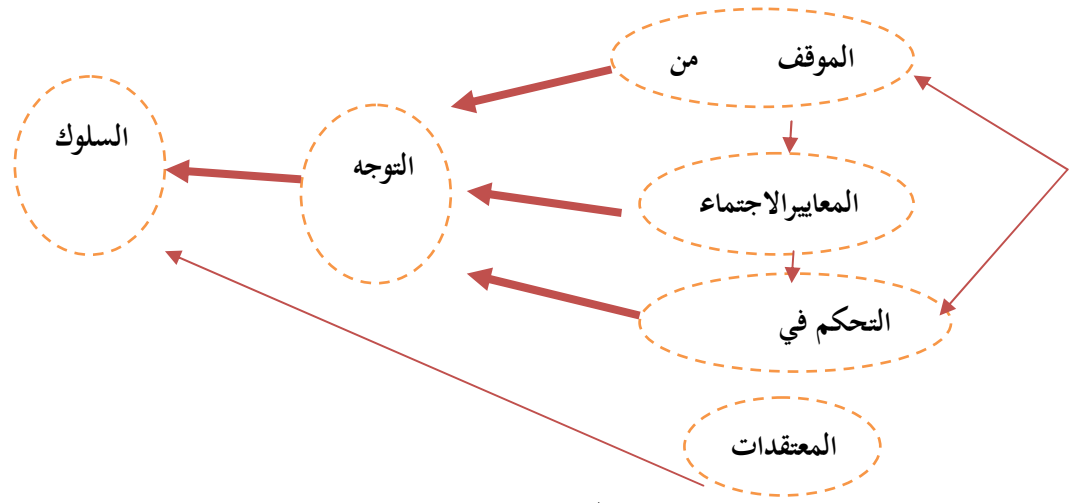 الموقف من
السلوك
التوجه
المعاييرالاجتماء
التحكم في
المعتقدات